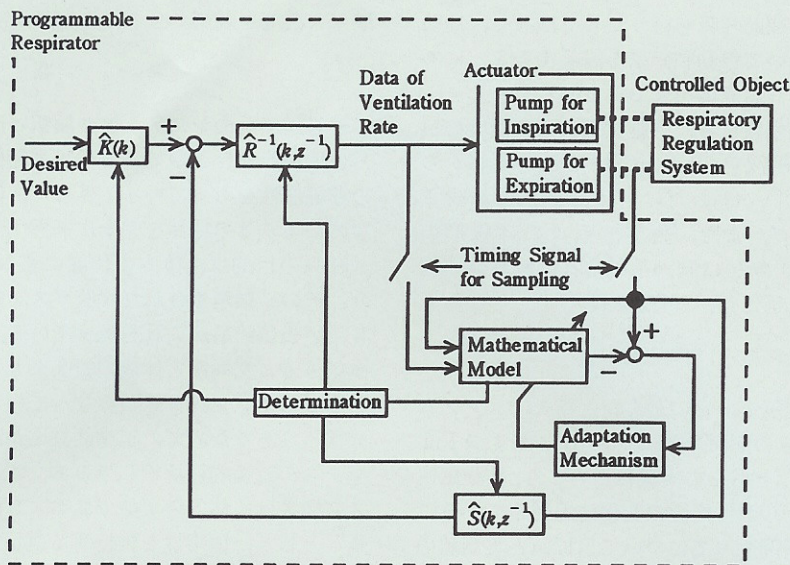 Programmable
Respirator
Desired
Value
K̂(k)
+
−
R̂⁻¹(k,z⁻¹)
Data of
Ventilation
Rate
Actuator
Pump for
Inspiration
Pump for
Expiration
Controlled Object
Respiratory
Regulation
System
Timing Signal
for Sampling
Mathematical
Model
+
−
Determination
Adaptation
Mechanism
Ŝ(k,z⁻¹)